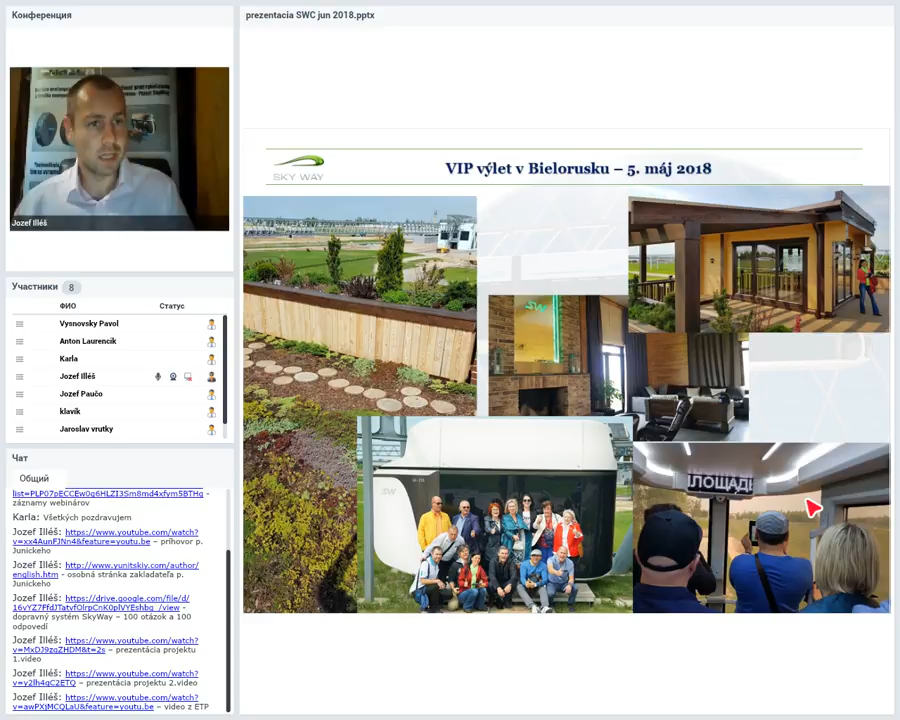 Конференция
Jozef Illéš
Участники 8
ФИО Статус
Vysnovsky Pavol
Anton Laurencik
Karla
Jozef Illéš
Jozef Paučo
klavik
Jaroslav vrutky
Чат
Общий
list=PLP07pECCEw0g6HLZI3Sm8md4xfym5BTHq -
záznamy webinárov
Karla: Všetkých pozdravujem
Jozef Illéš: https://www.youtube.com/watch?
v=xx4AunFJNn4&feature=youtu.be – príhovor p.
Junickeho
Jozef Illéš: http://www.yunitskiy.com/author/
english.htm - osobná stránka zakladateľa p.
Junickeho
Jozef Illéš: https://drive.google.com/file/d/
16vYZ7FfdJTatvfOlrpCnK0plVYEshbg_/view -
dopravný systém SkyWay – 100 otázok a 100
odpovedí
Jozef Illéš: https://www.youtube.com/watch?
v=MxDJ9zgZHDM&t=2s – prezentácia projektu
1.video
Jozef Illéš: https://www.youtube.com/watch?
v=y2lh4qC2ETQ – prezentácia projektu 2.video
Jozef Illéš: https://www.youtube.com/watch?
v=awPXjMCQLaU&feature=youtu.be – video z ETP
prezentacia SWC jun 2018.pptx
SKY WAY
VIP výlet v Bielorusku – 5. máj 2018
SW
SW